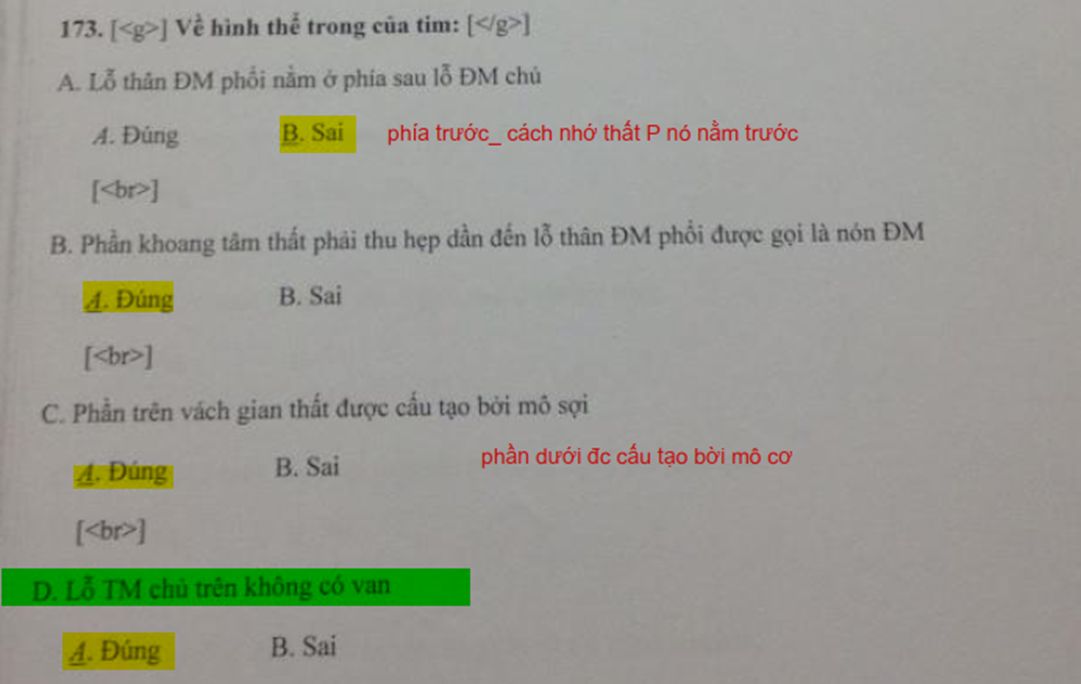 173. [<g>] Về hình thể trong của tim: [</g>]
A. Lỗ thân ĐM phổi nằm ở phía sau lỗ ĐM chủ
A. Đúng B. Sai phía trước_ cách nhớ thất P nó nằm trước
[<br>]
B. Phần khoang tâm thất phải thu hẹp dần đến lỗ thân ĐM phổi được gọi là nón ĐM
A. Đúng B. Sai
[<br>]
C. Phần trên vách gian thất được cấu tạo bởi mô sợi
A. Đúng B. Sai phần dưới đc cấu tạo bởi mô cơ
[<br>]
D. Lỗ TM chủ trên không có van
A. Đúng B. Sai